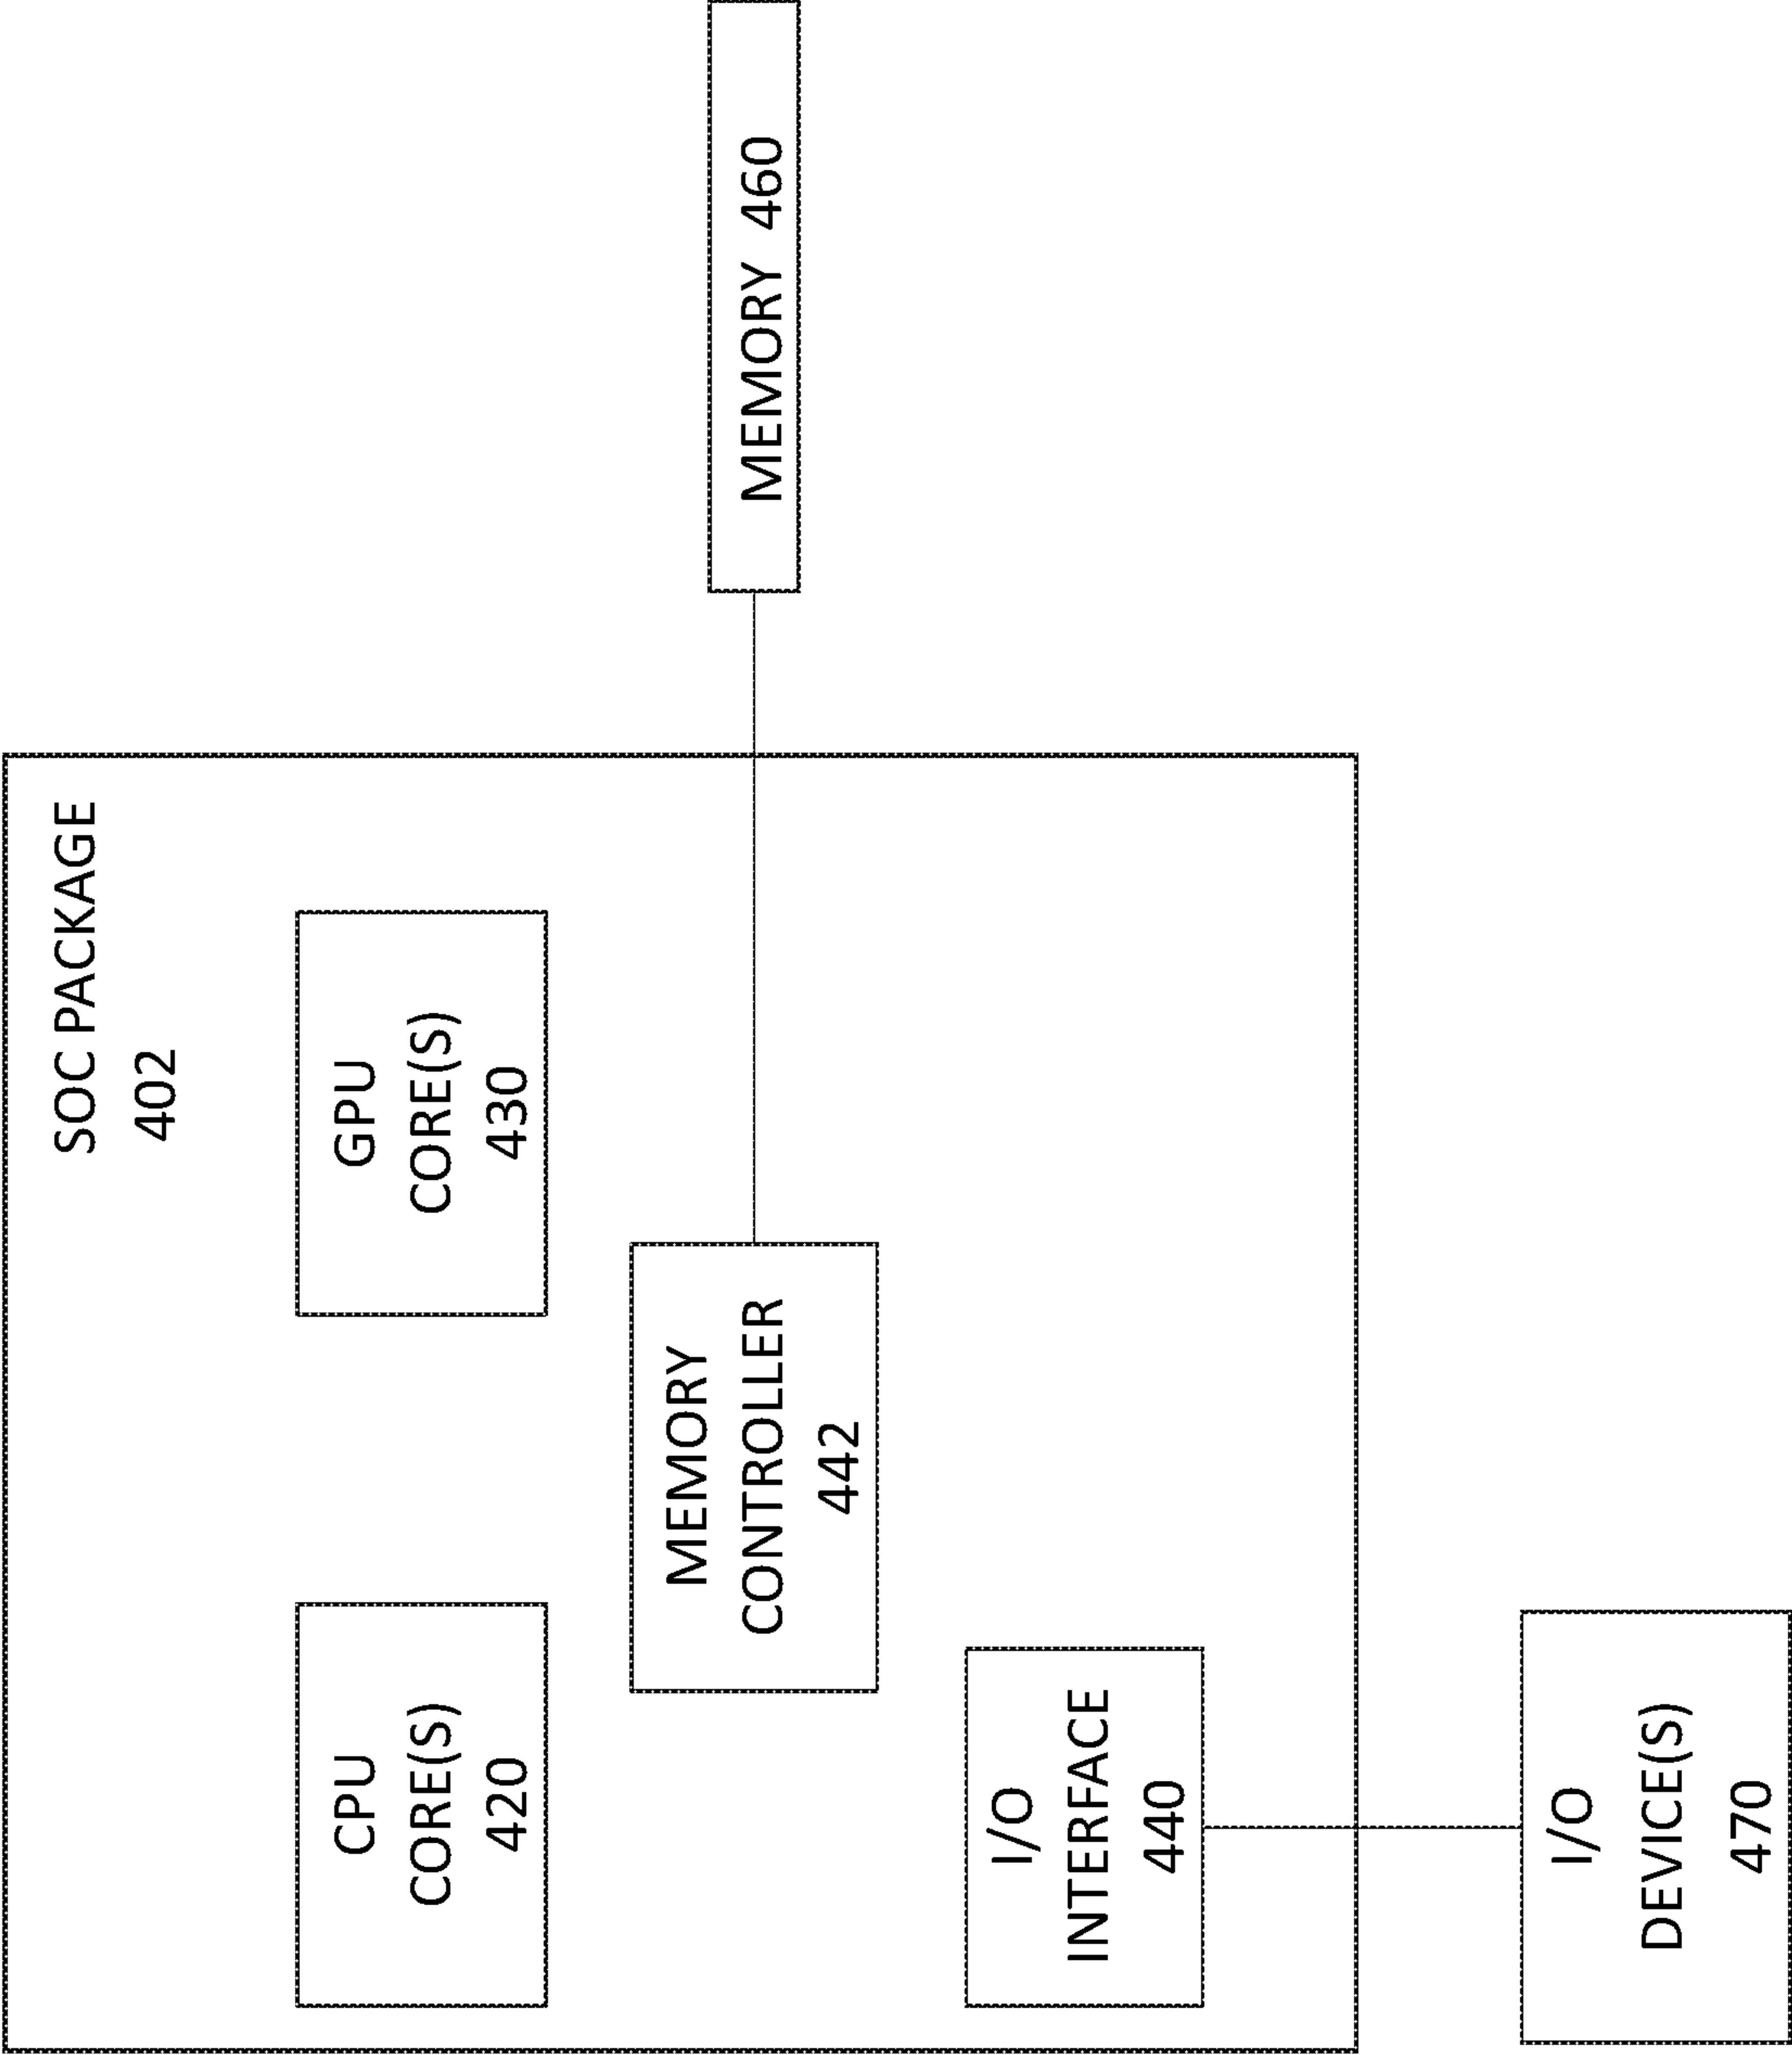 SOC PACKAGE
402
CPU
CORE(S)
420
GPU
CORE(S)
430
MEMORY
CONTROLLER
442
MEMORY 460
I/O
INTERFACE
440
I/O
DEVICE(S)
470